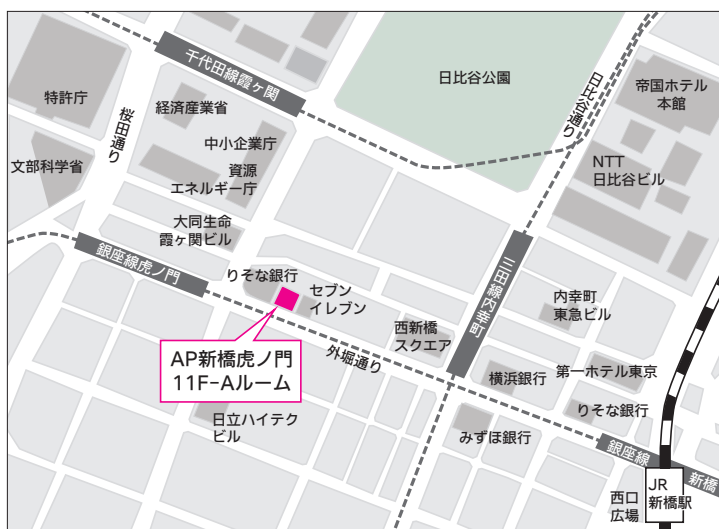 千代田線霞ヶ関
日比谷公園
日比谷通り
帝国ホテル
本館
特許庁
桜田通り
経済産業省
中小企業庁
資源
エネルギー庁
文部科学省
NTT
日比谷ビル
大同生命
霞ヶ関ビル
銀座線虎ノ門
りそな銀行
セブン
イレブン
三田線内幸町
内幸町
東急ビル
西新橋
スクエア
外堀通り
AP新橋虎ノ門
11F-Aルーム
横浜銀行
第一ホテル東京
りそな銀行
日立ハイテク
ビル
みずほ銀行
銀座線
新橋
JR
新橋駅
西口
広場